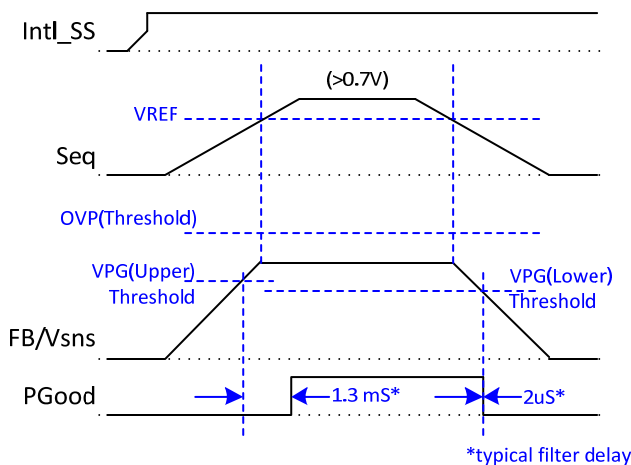 Intl_SS
(>0.7V)
VREF
Seq
OVP(Threshold)
VPG(Upper)
Threshold
VPG(Lower)
Threshold
FB/Vsns
PGood
1.3 mS*
2uS*
*typical filter delay